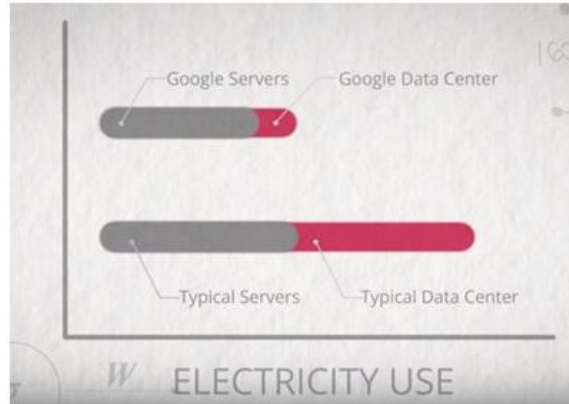 Google Servers
Google Data Center
Typical Servers
Typical Data Center
W
ELECTRICITY USE